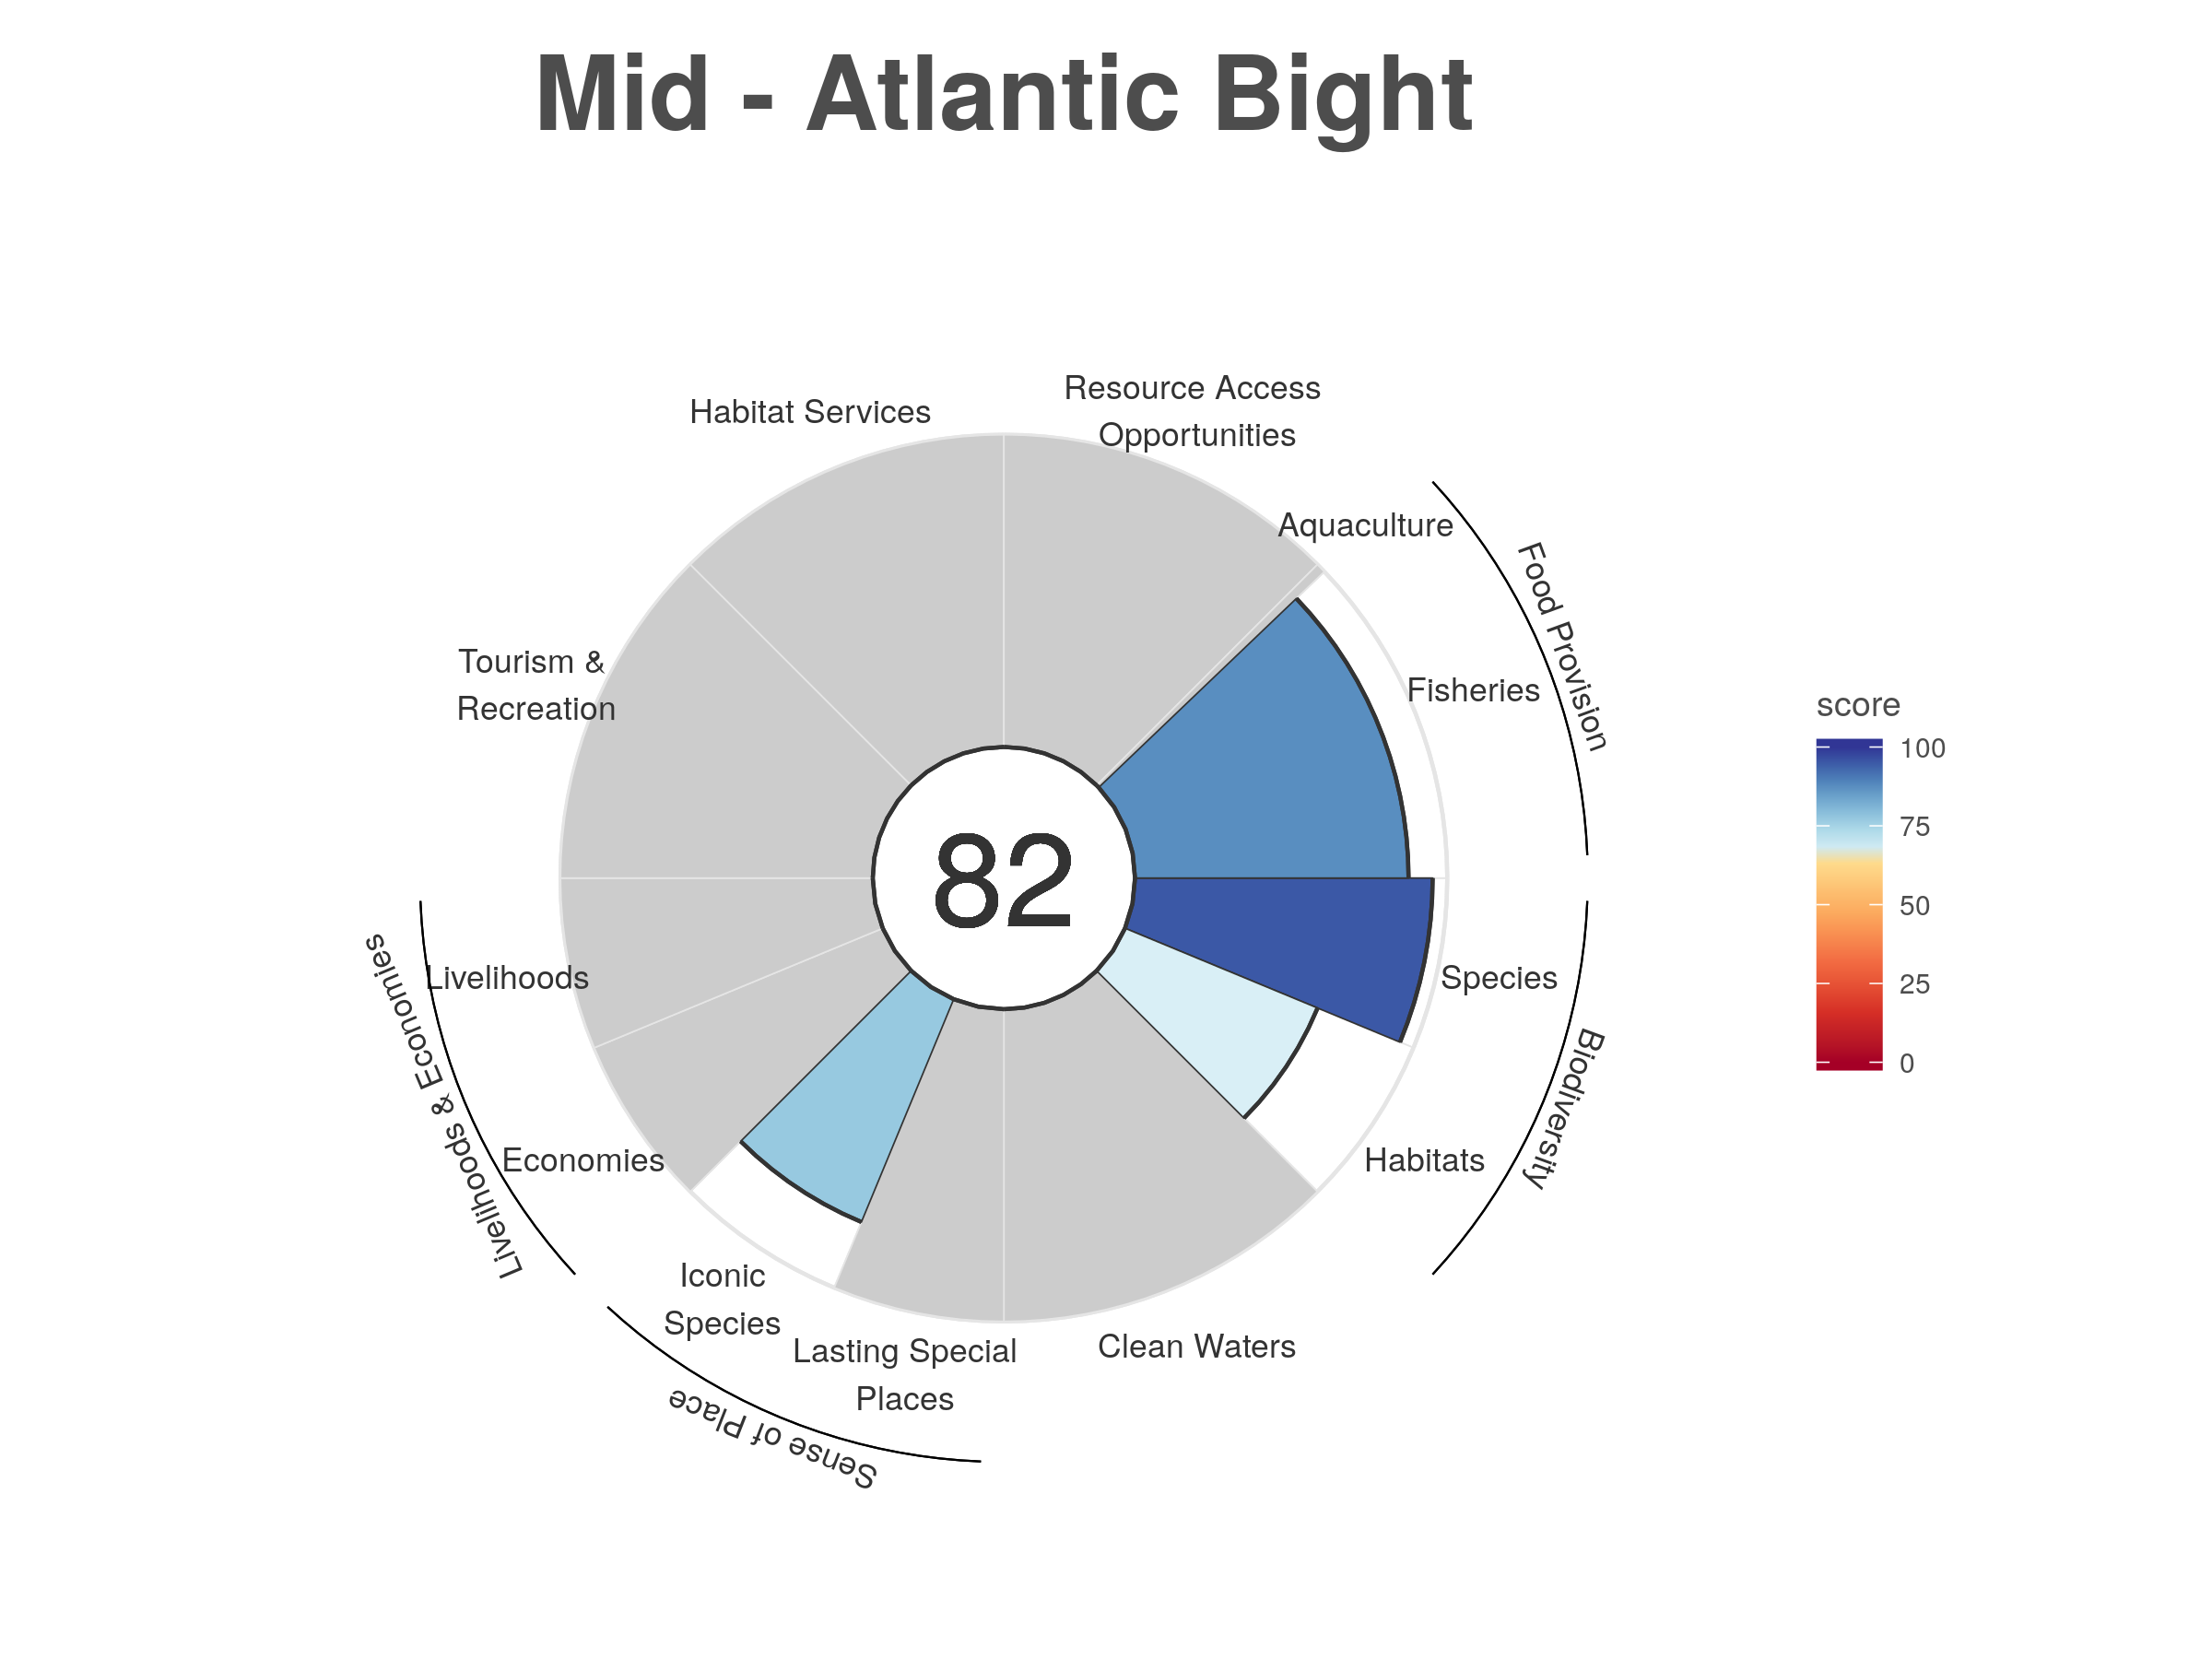 Mid - Atlantic Bight
Resource Access
Opportunities
Habitat Services
Aquaculture
Food Provision
Tourism &
Recreation
Fisheries
score
100
75
50
25
0
82
Livelihoods
Species
Livelihoods & Economies
Biodiversity
Economies
Habitats
Iconic
Species
Lasting Special
Places
Clean Waters
Sense of Place